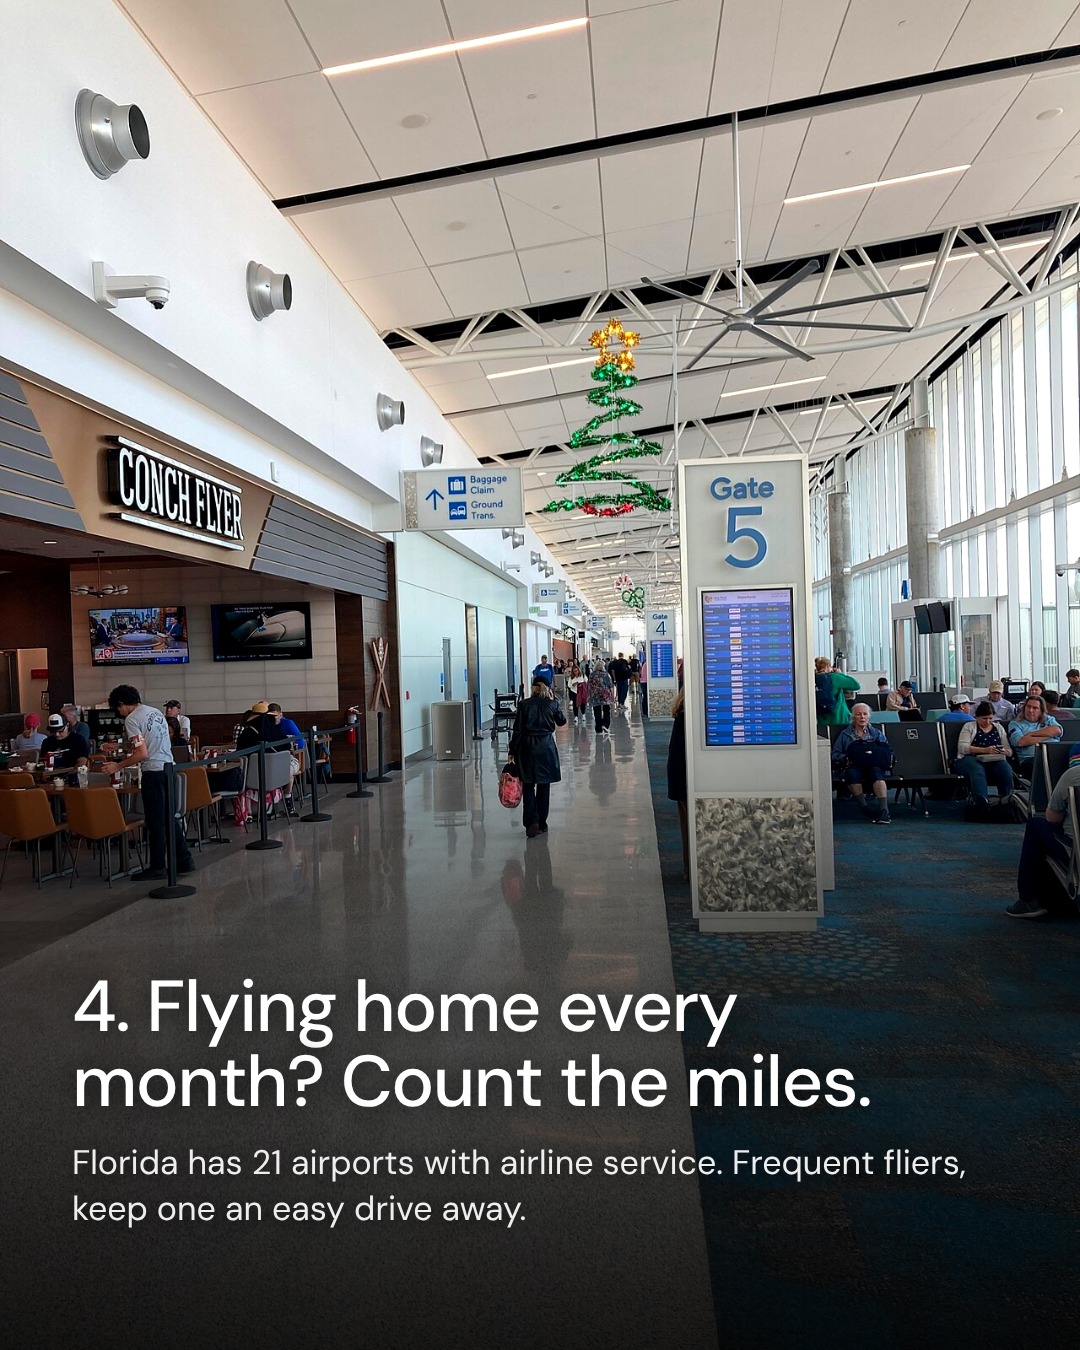 CONCH FLYER
Baggage
Claim
Ground
Trans.
Gate
5
Gate
4
4. Flying home every
month? Count the miles.
Florida has 21 airports with airline service. Frequent fliers,
keep one an easy drive away.